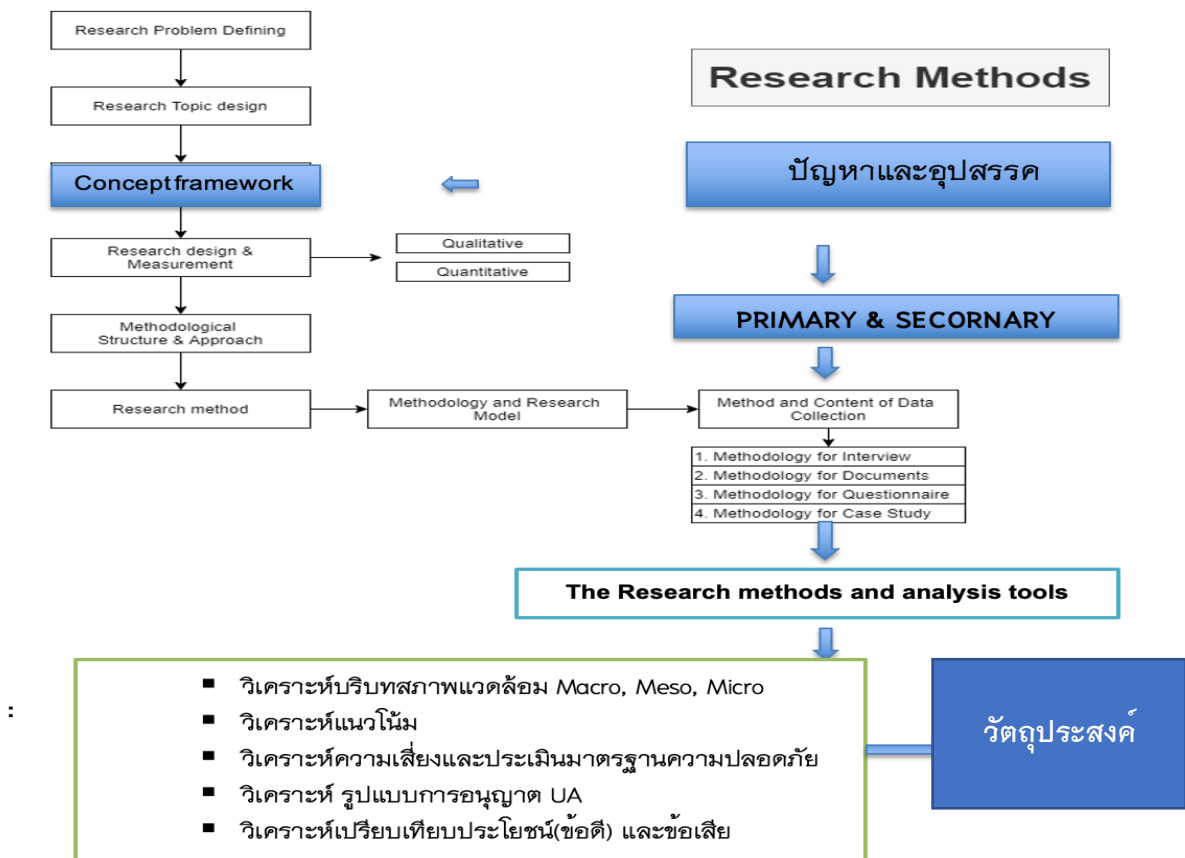 Research Problem Defining
Research Methods
Research Topic design
ปัญหาและอุปสรรค
Concept framework
Research design &
Measurement
Qualitative
Quantitative
PRIMARY & SECORNARY
Methodological
Structure & Approach
Research method
Methodology and Research
Model
Method and Content of Data
Collection
1. Methodology for Interview
2. Methodology for Documents
3. Methodology for Questionnaire
4. Methodology for Case Study
The Research methods and analysis tools
:
▪ วิเคราะห์บริบทสภาพแวดล้อม Macro, Meso, Micro
▪ วิเคราะห์แนวโน้ม
▪ วิเคราะห์ความเสี่ยงและประเมินมาตรฐานความปลอดภัย
▪ วิเคราะห์ รูปแบบการอนุญาต UA
▪ วิเคราะห์เปรียบเทียบประโยชน์(ข้อดี) และข้อเสีย
วัตถุประสงค์